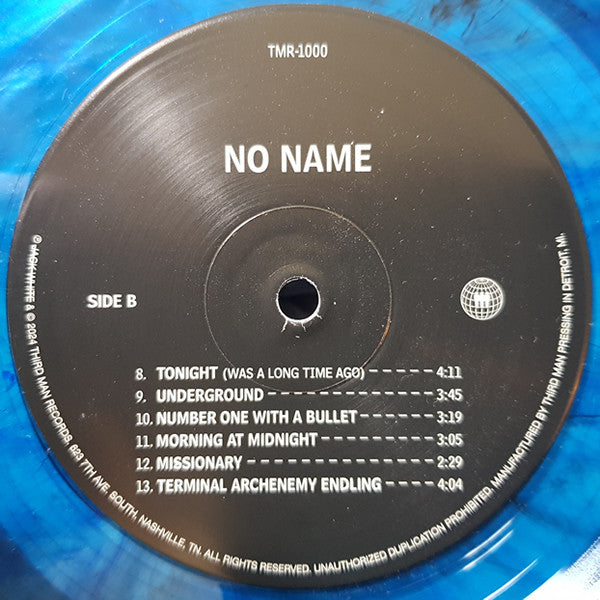 TMR-1000
NO NAME
SIDE B
8. TONIGHT (WAS A LONG TIME AGO) ----- 4:11
9. UNDERGROUND --------------- 3:45
10. NUMBER ONE WITH A BULLET ------ 3:19
11. MORNING AT MIDNIGHT ---------- 3:05
12. MISSIONARY ----------------- 2:29
13. TERMINAL ARCHENEMY ENDLING ---- 4:04
℗ JACK WHITE & © 2024 THIRD MAN RECORDS, 623 7TH AVE. SOUTH, NASHVILLE, TN. ALL RIGHTS RESERVED. UNAUTHORIZED DUPLICATION PROHIBITED. MANUFACTURED BY THIRD MAN PRESSING IN DETROIT, MI.